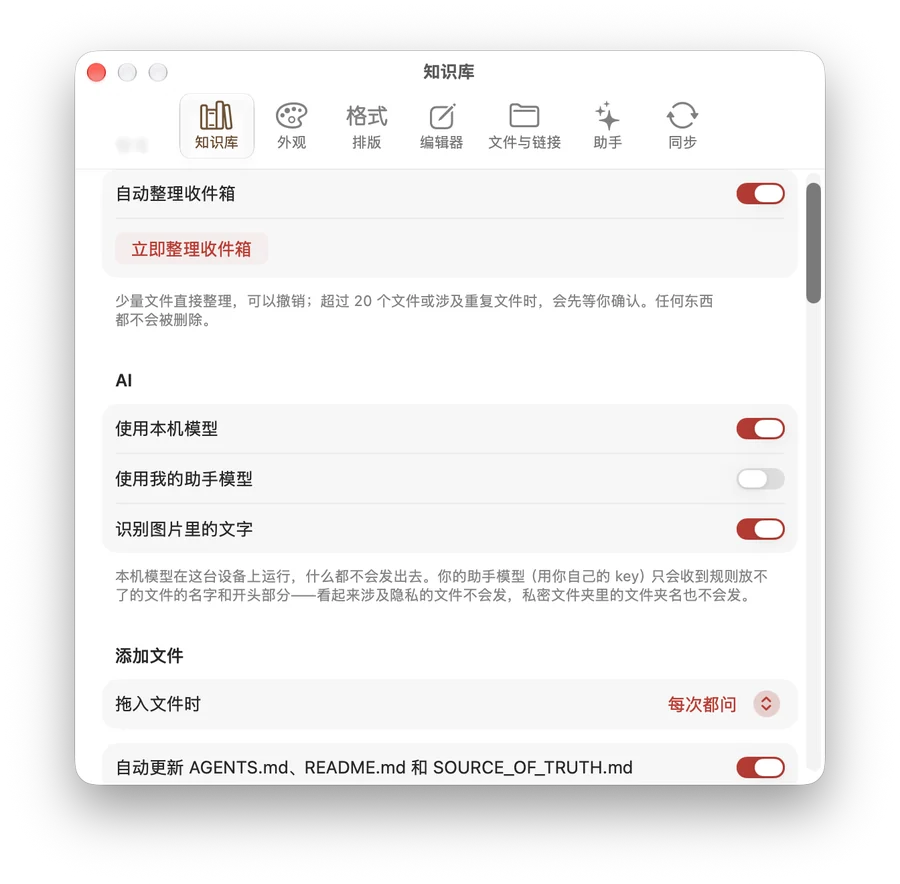 知识库
知识库
外观
格式
排版
编辑器
文件与链接
助手
同步
自动整理收件箱
立即整理收件箱
少量文件直接整理，可以撤销；超过 20 个文件或涉及重复文件时，会先等你确认。任何东西
都不会被删除。
AI
使用本机模型
使用我的助手模型
识别图片里的文字
本机模型在这台设备上运行，什么都不会发出去。你的助手模型（用你自己的 key）只会收到规则放不
了的文件的名字和开头部分——看起来涉及隐私的文件不会发，私密文件夹里的文件夹名也不会发。
添加文件
拖入文件时
每次都问
自动更新 AGENTS.md、README.md 和 SOURCE_OF_TRUTH.md